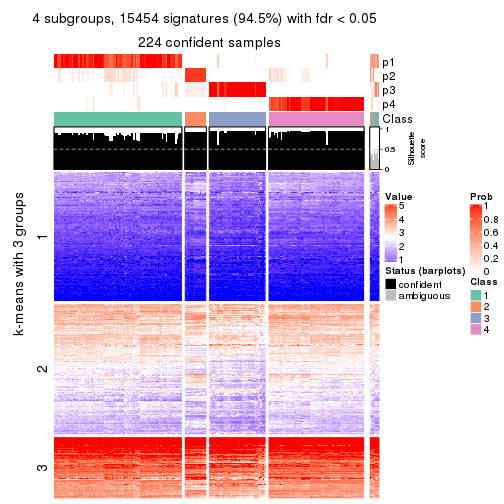 4 subgroups, 15454 signatures (94.5%) with fdr < 0.05
224 confident samples
p1
p2
p3
p4
Class
1
0.5
0
Silhouette
score
k-means with 3 groups
1
2
3
Value
5
4
3
2
1
Status (barplots)
confident
ambiguous
Prob
1
0.8
0.6
0.4
0.2
0
Class
1
2
3
4